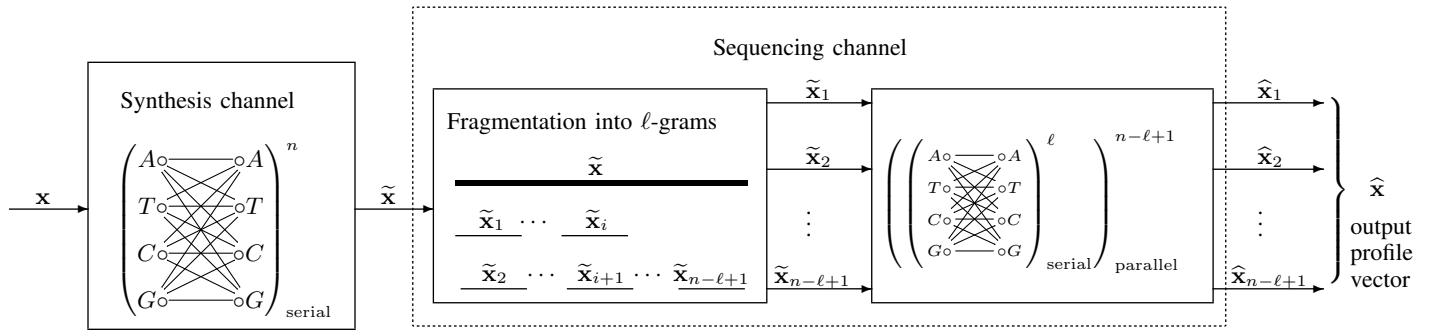 Sequencing channel
Synthesis channel
Fragmentation into ℓ-grams
x
A A
T T
C C
G G
n
serial
x̃
x̃
x̃₁ ⋯ x̃ᵢ
x̃₂ ⋯ x̃ᵢ₊₁ ⋯ x̃ₙ₋ℓ₊₁
x̃₁
x̃₂
⋮
x̃ₙ₋ℓ₊₁
A A
T T
C C
G G
ℓ
serial
n−ℓ+1
parallel
x̂₁
x̂₂
⋮
x̂ₙ₋ℓ₊₁
x̂
output
profile
vector